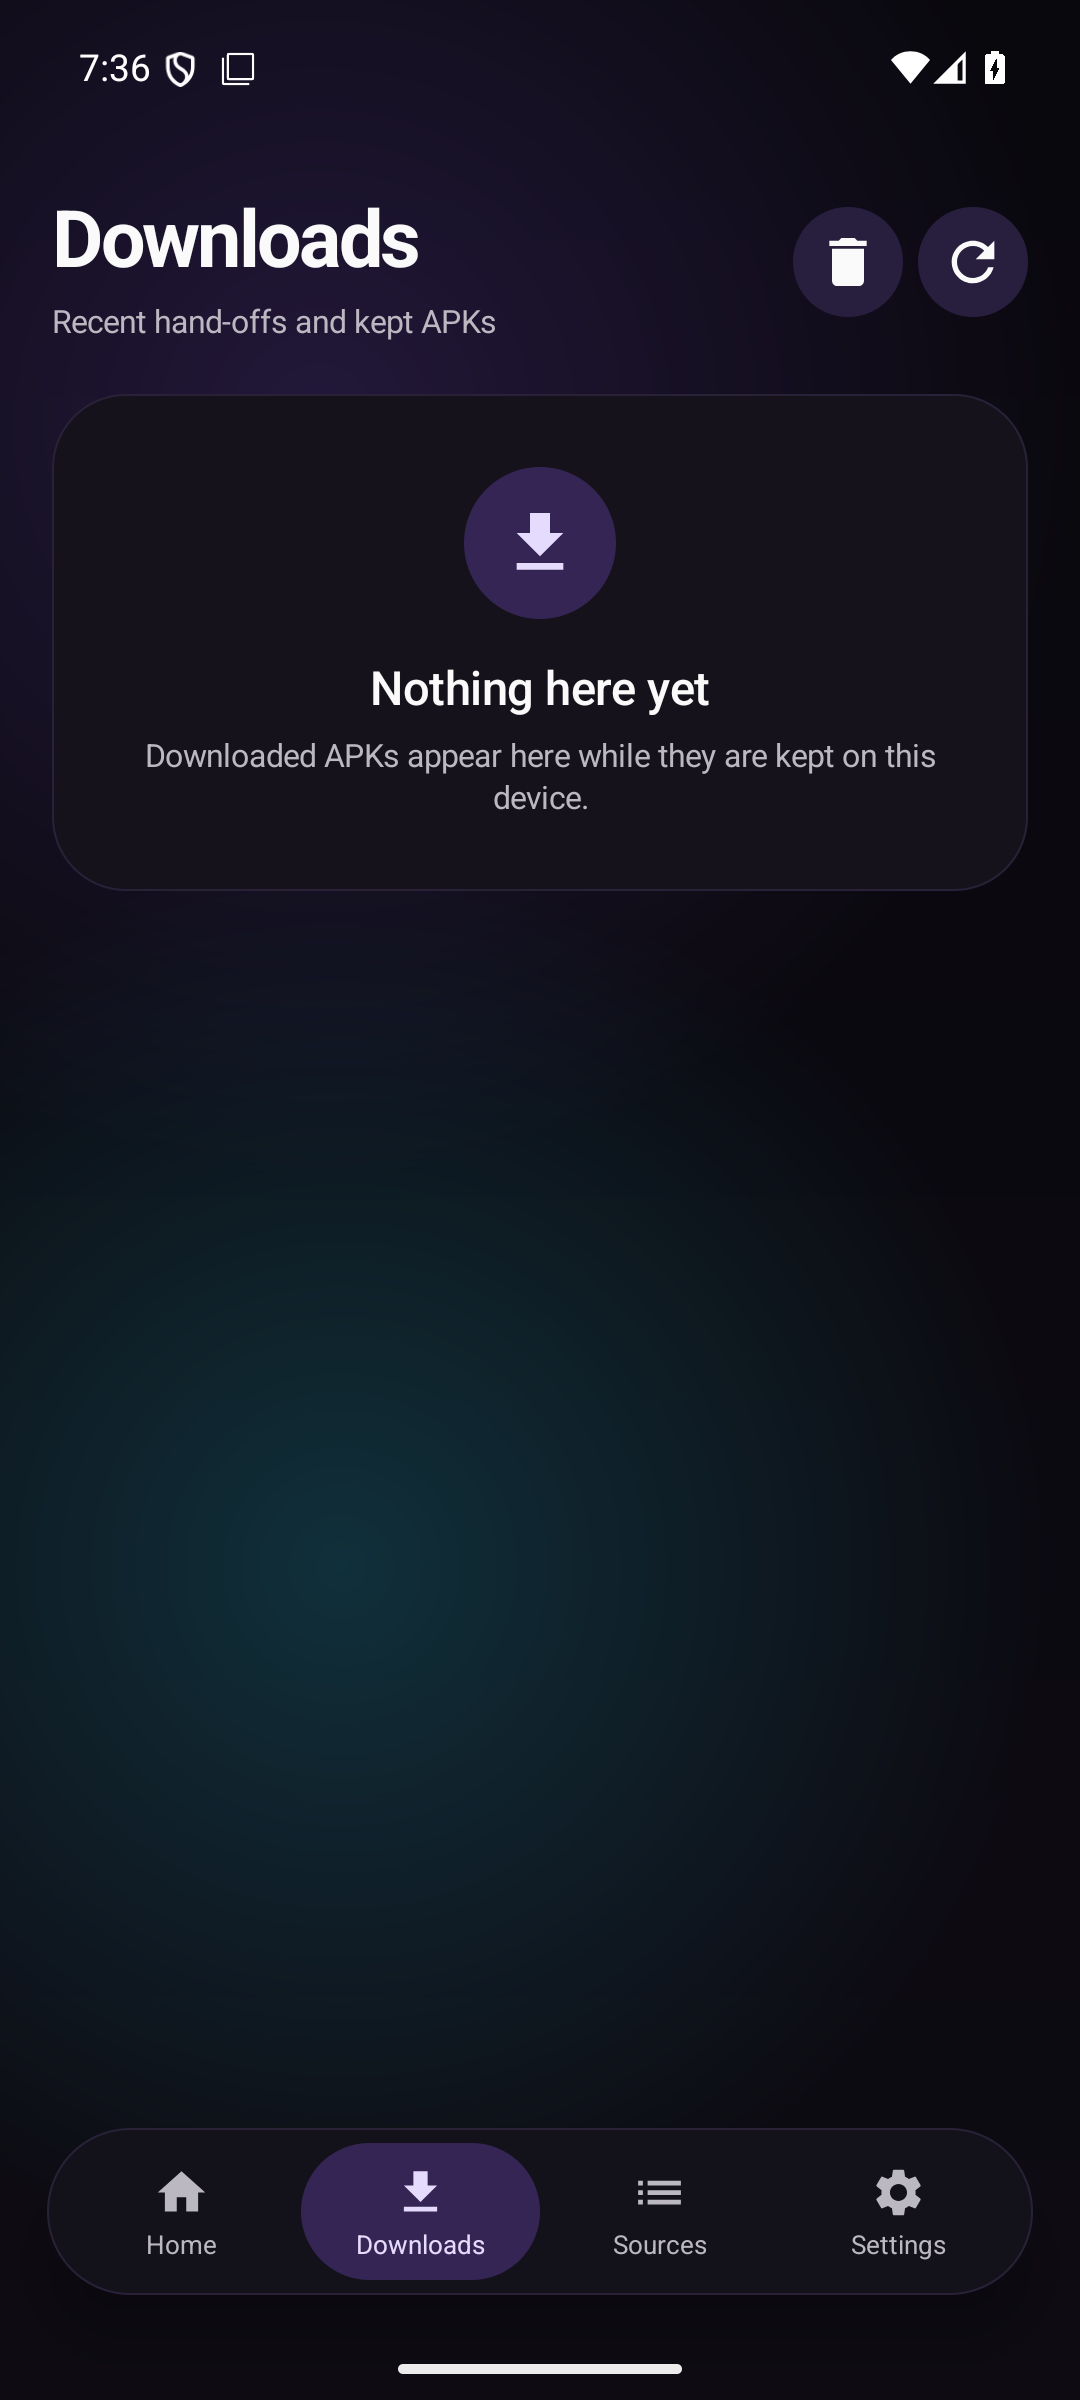 7:36
Downloads
Recent hand-offs and kept APKs
Nothing here yet
Downloaded APKs appear here while they are kept on this
device.
Home
Downloads
Sources
Settings